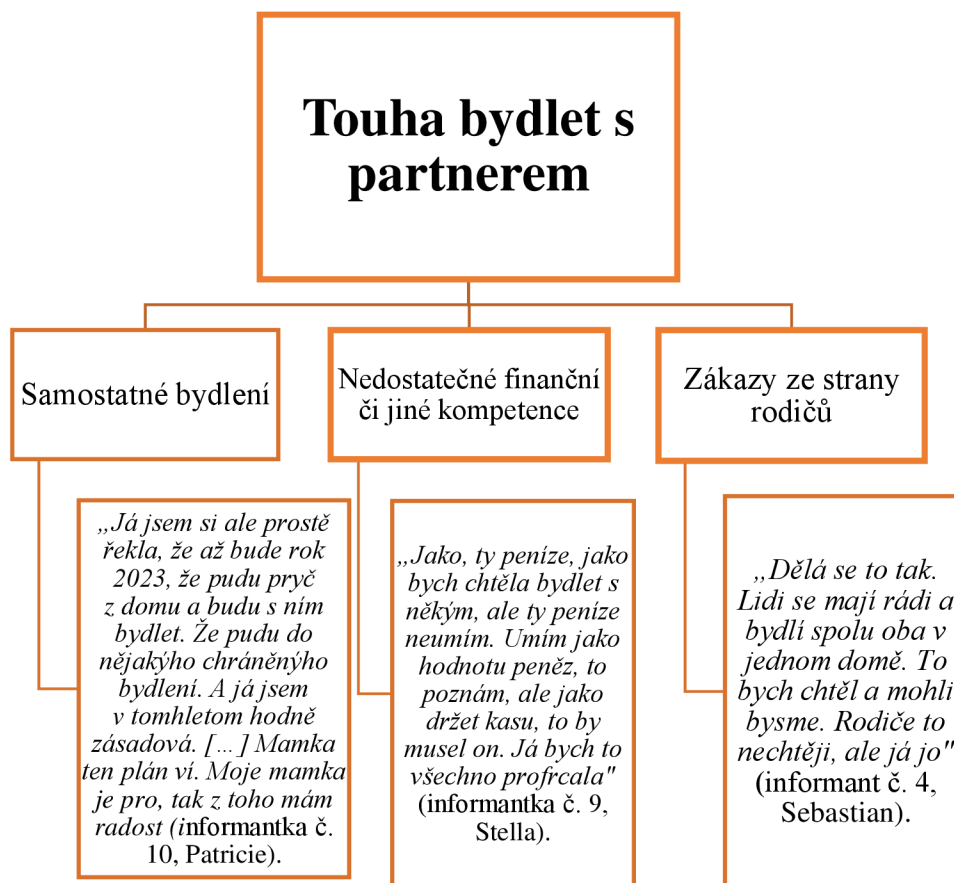 Touha bydlet s
partnerem
Samostatné bydlení
Nedostatečné finanční
či jiné kompetence
Zákazy ze strany
rodičů
„Já jsem si ale prostě
řekla, že až bude rok
2023, že pudu pryč
z domu a budu s ním
bydlet. Že pudu do
nějakýho chráněnýho
bydlení. A já jsem
v tomhletom hodně
zásadová. [...] Mamka
ten plán ví. Moje mamka
je pro, tak z toho mám
radost (informantka č.
10, Patricie).
„Jako, ty peníze, jako
bych chtěla bydlet s
někým, ale ty peníze
neumím. Umím jako
hodnotu peněz, to
poznám, ale jako
držet kasu, to by
musel on. Já bych to
všechno profrcala"
(informantka č. 9,
Stella).
„Dělá se to tak.
Lidi se mají rádi a
bydlí spolu oba v
jednom domě. To
bych chtěl a mohli
bysme. Rodiče to
nechtěji, ale já jo"
(informant č. 4,
Sebastian).